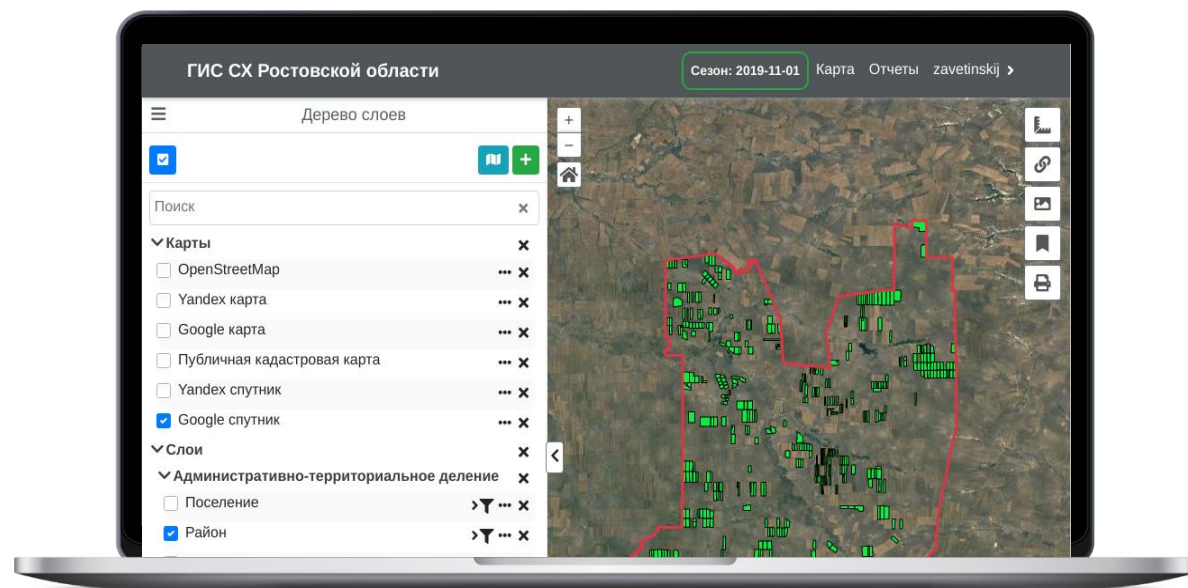 ГИС СХ Ростовской области
Сезон: 2019-11-01 Карта Отчеты zavetinskij
Дерево слоев
Поиск
Карты
OpenStreetMap
Yandex карта
Google карта
Публичная кадастровая карта
Yandex спутник
Google спутник
Слои
Административно-территориальное деление
Поселение
Район